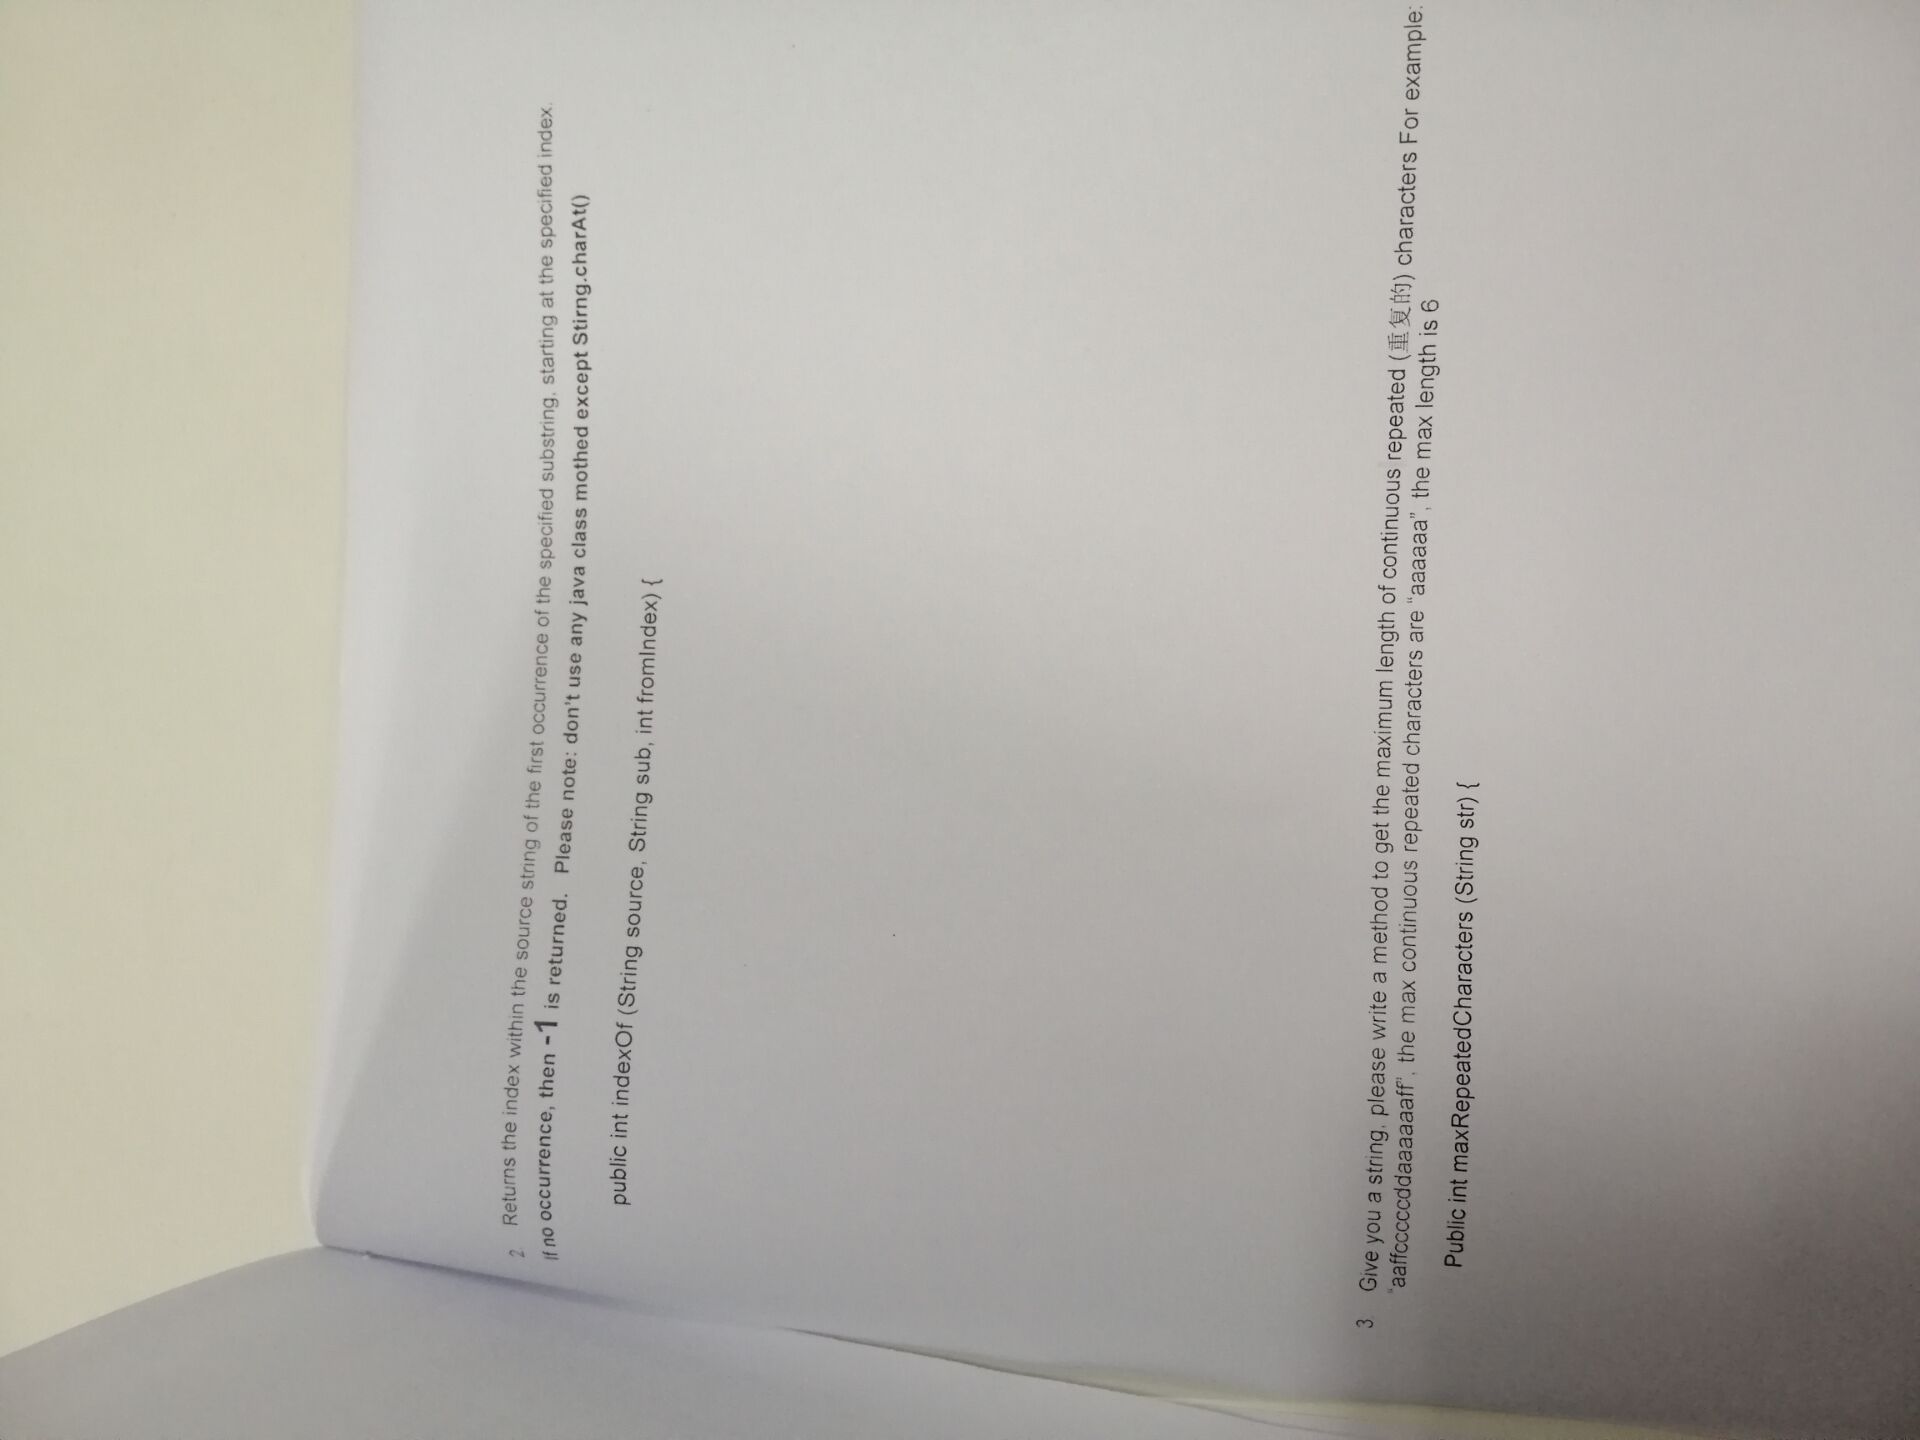 2. Returns the index within the source string of the first occurrence of the specified substring, starting at the specified index.
If no occurrence, then -1 is returned. Please note: don't use any java class mothed except Stirng.charAt()
public int indexOf (String source, String sub, int fromIndex) {
3. Give you a string, please write a method to get the maximum length of continuous repeated (重复的) characters For example:
"aaffcccccddaaaaaaff", the max continuous repeated characters are "aaaaaa", the max length is 6
Public int maxRepeatedCharacters (String str) {